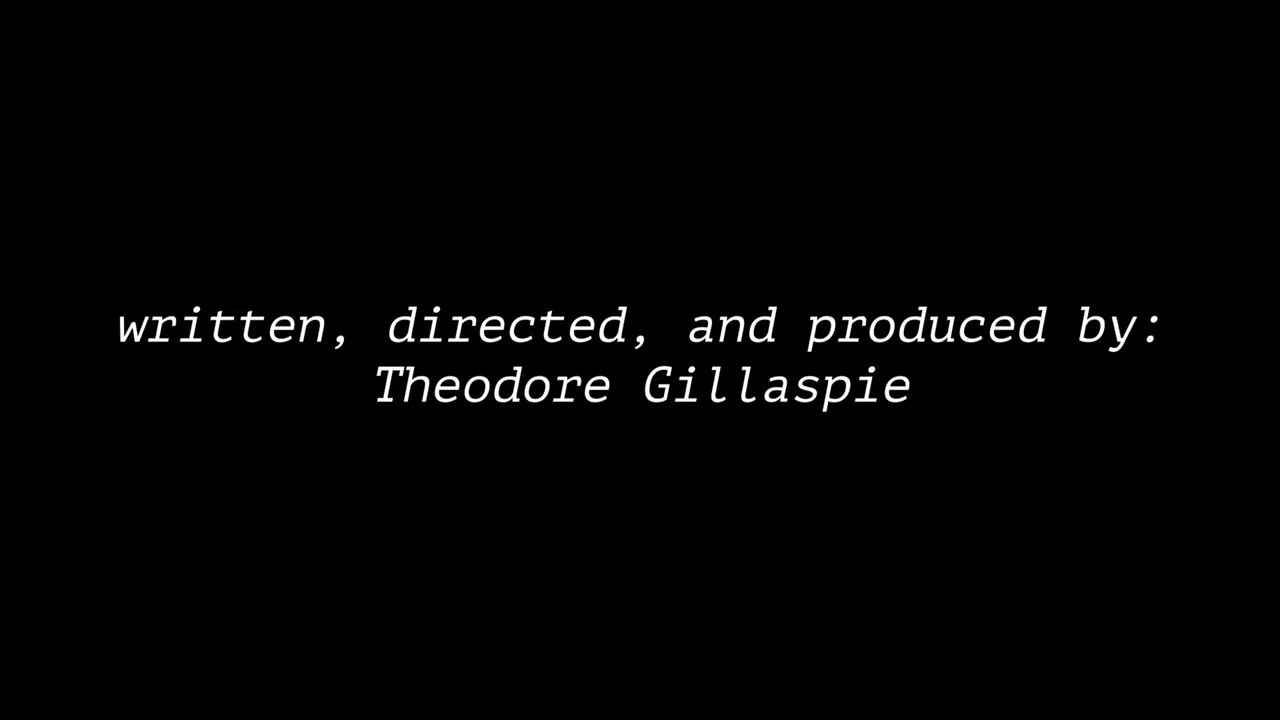 written, directed, and produced by:
Theodore Gillaspie